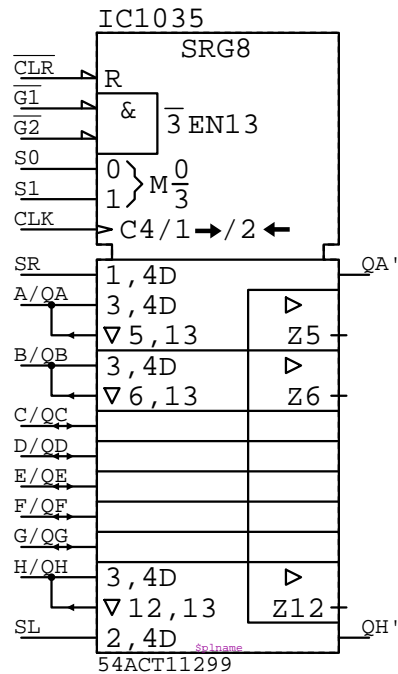 IC1035
SRG8
CLR R
G1 &
G2 3 EN13
S0 0 M 0
S1 1 3
CLK C4/1→/2←
SR 1,4D QA'
A/QA 3,4D ▷
▽ 5,13 Z5
B/QB 3,4D ▷
▽ 6,13 Z6
C/QC
D/QD
E/QE
F/QF
G/QG
H/QH 3,4D ▷
▽ 12,13 Z12
SL 2,4D QH'
$plname
54ACT11299